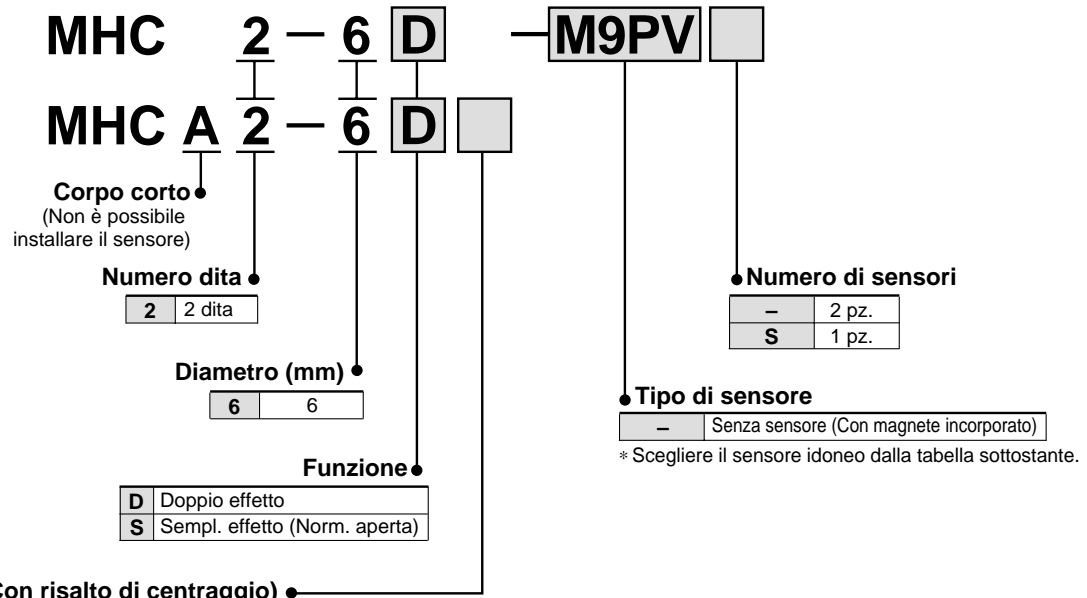 MHC 2 — 6 D — M9PV
MHC A 2 — 6 D
Corpo corto
(Non è possibile
installare il sensore)
Numero dita
2 2 dita
Diametro (mm)
6 6
Funzione
D Doppio effetto
S Sempl. effetto (Norm. aperta)
Con risalto di centraggio)
Numero di sensori
– 2 pz.
S 1 pz.
Tipo di sensore
– Senza sensore (Con magnete incorporato)
* Scegliere il sensore idoneo dalla tabella sottostante.